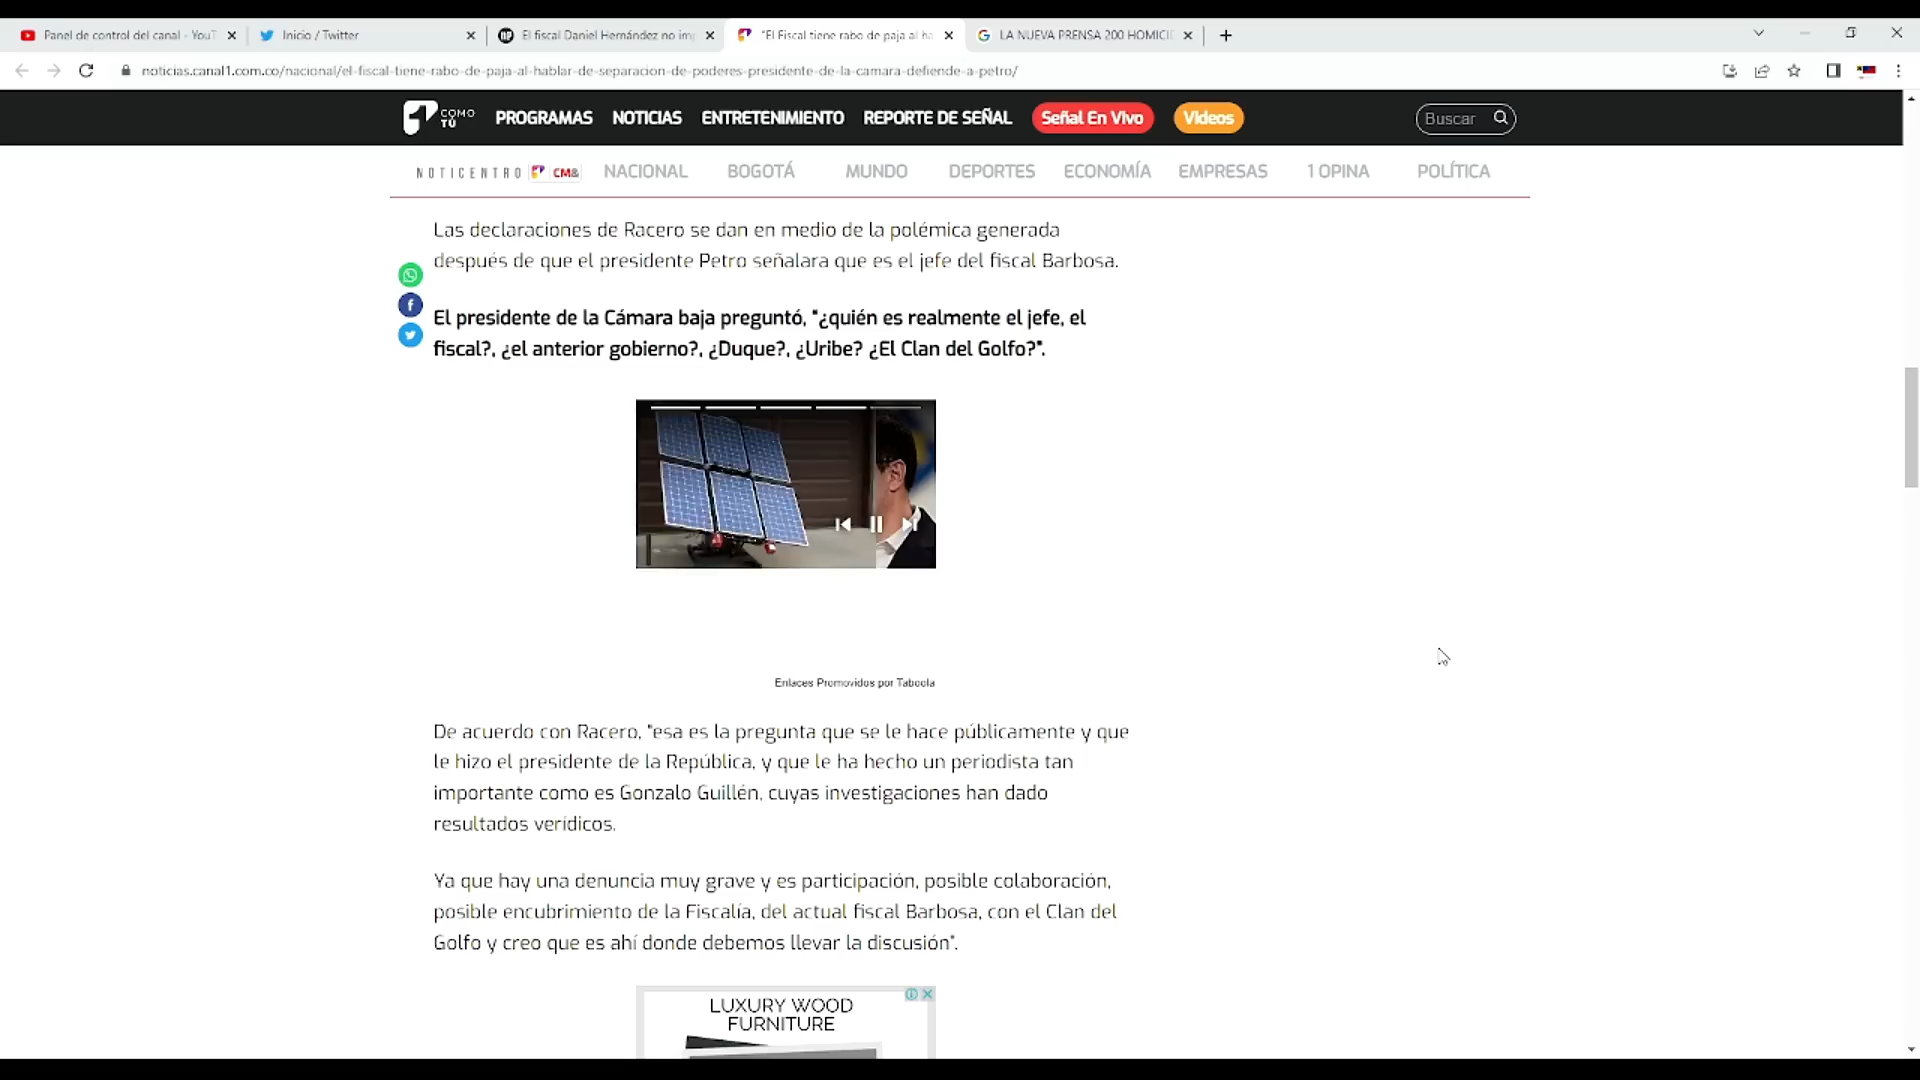 Panel de control del canal - YouT
Inicio / Twitter
El fiscal Daniel Hernández no im
"El Fiscal tiene rabo de paja al ha
LA NUEVA PRENSA 200 HOMICI
noticias.canal1.com.co/nacional/el-fiscal-tiene-rabo-de-paja-al-hablar-de-separacion-de-poderes-presidente-de-la-camara-defiende-a-petro/
COMO
TÚ
PROGRAMAS NOTICIAS ENTRETENIMIENTO REPORTE DE SEÑAL Señal En Vivo Videos Buscar
NOTICENTRO 1 CM& NACIONAL BOGOTÁ MUNDO DEPORTES ECONOMÍA EMPRESAS 1 OPINA POLÍTICA
Las declaraciones de Racero se dan en medio de la polémica generada
después de que el presidente Petro señalara que es el jefe del fiscal Barbosa.
El presidente de la Cámara baja preguntó, "¿quién es realmente el jefe, el
fiscal?, ¿el anterior gobierno?, ¿Duque?, ¿Uribe? ¿El Clan del Golfo?".
Enlaces Promovidos por Taboola
De acuerdo con Racero, "esa es la pregunta que se le hace públicamente y que
le hizo el presidente de la República, y que le ha hecho un periodista tan
importante como es Gonzalo Guillén, cuyas investigaciones han dado
resultados verídicos.
Ya que hay una denuncia muy grave y es participación, posible colaboración,
posible encubrimiento de la Fiscalía, del actual fiscal Barbosa, con el Clan del
Golfo y creo que es ahí donde debemos llevar la discusión".
LUXURY WOOD
FURNITURE